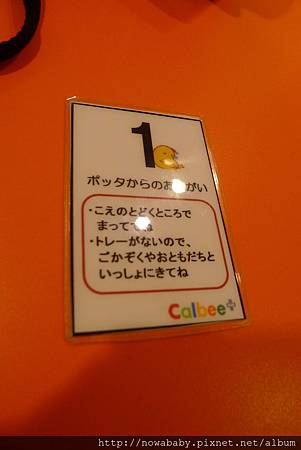 1
ポッタからのお がい
・こえのとどくところで
まっててね
・トレーがないので、
ごかぞくやおともだちと
いっしょにきてね
Calbee+
http://nowababy.pixnet.net/album